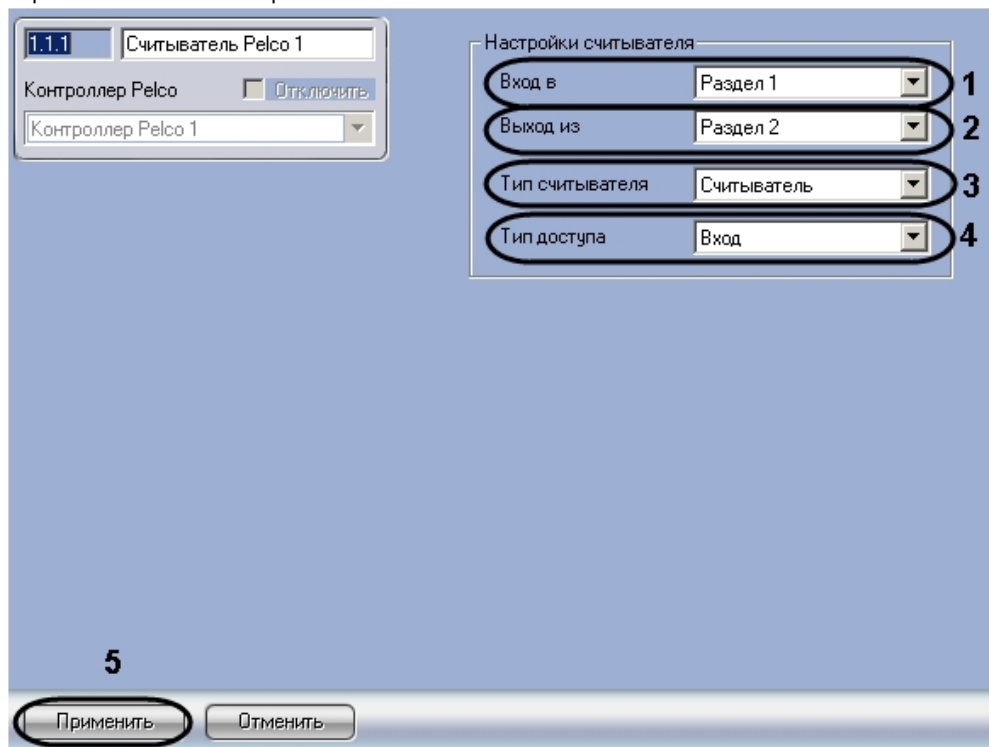 1.1.1 Считыватель Pelco 1
Контроллер Pelco Отключить
Контроллер Pelco 1
Настройки считывателя
Вход в Раздел 1 1
Выход из Раздел 2 2
Тип считывателя Считыватель 3
Тип доступа Вход 4
5
Применить Отменить